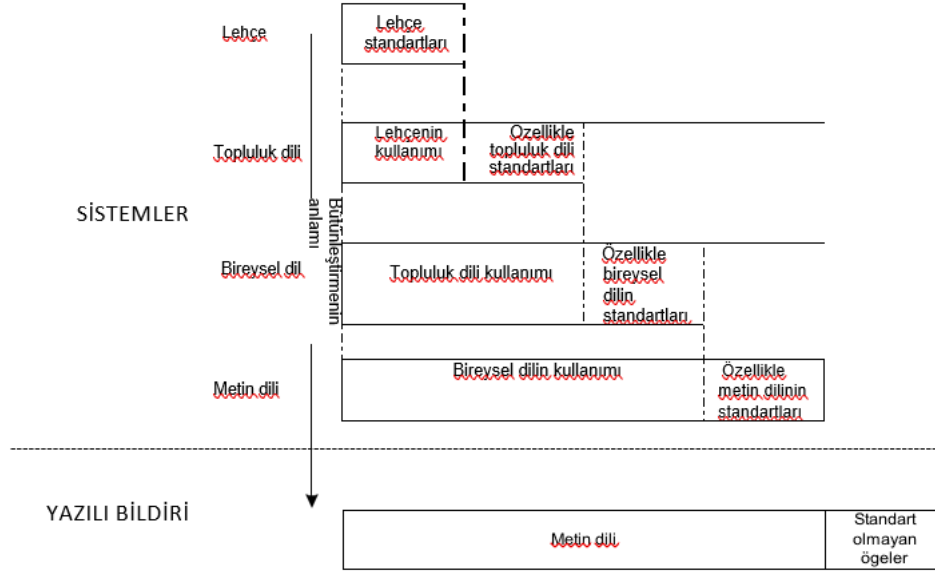 Lehçe
Lehçe
standartları
Topluluk dili
Lehçenin
kullanımı
Özellikle
topluluk dili
standartları
SİSTEMLER
Bütünleştirmenin
anlamı
Bireysel dil
Topluluk dili kullanımı
Özellikle
bireysel
dilin
standartları
Metin dili
Bireysel dilin kullanımı
Özellikle
metin dilinin
standartları
YAZILI BİLDİRİ
Metin dili
Standart
olmayan
ögeler